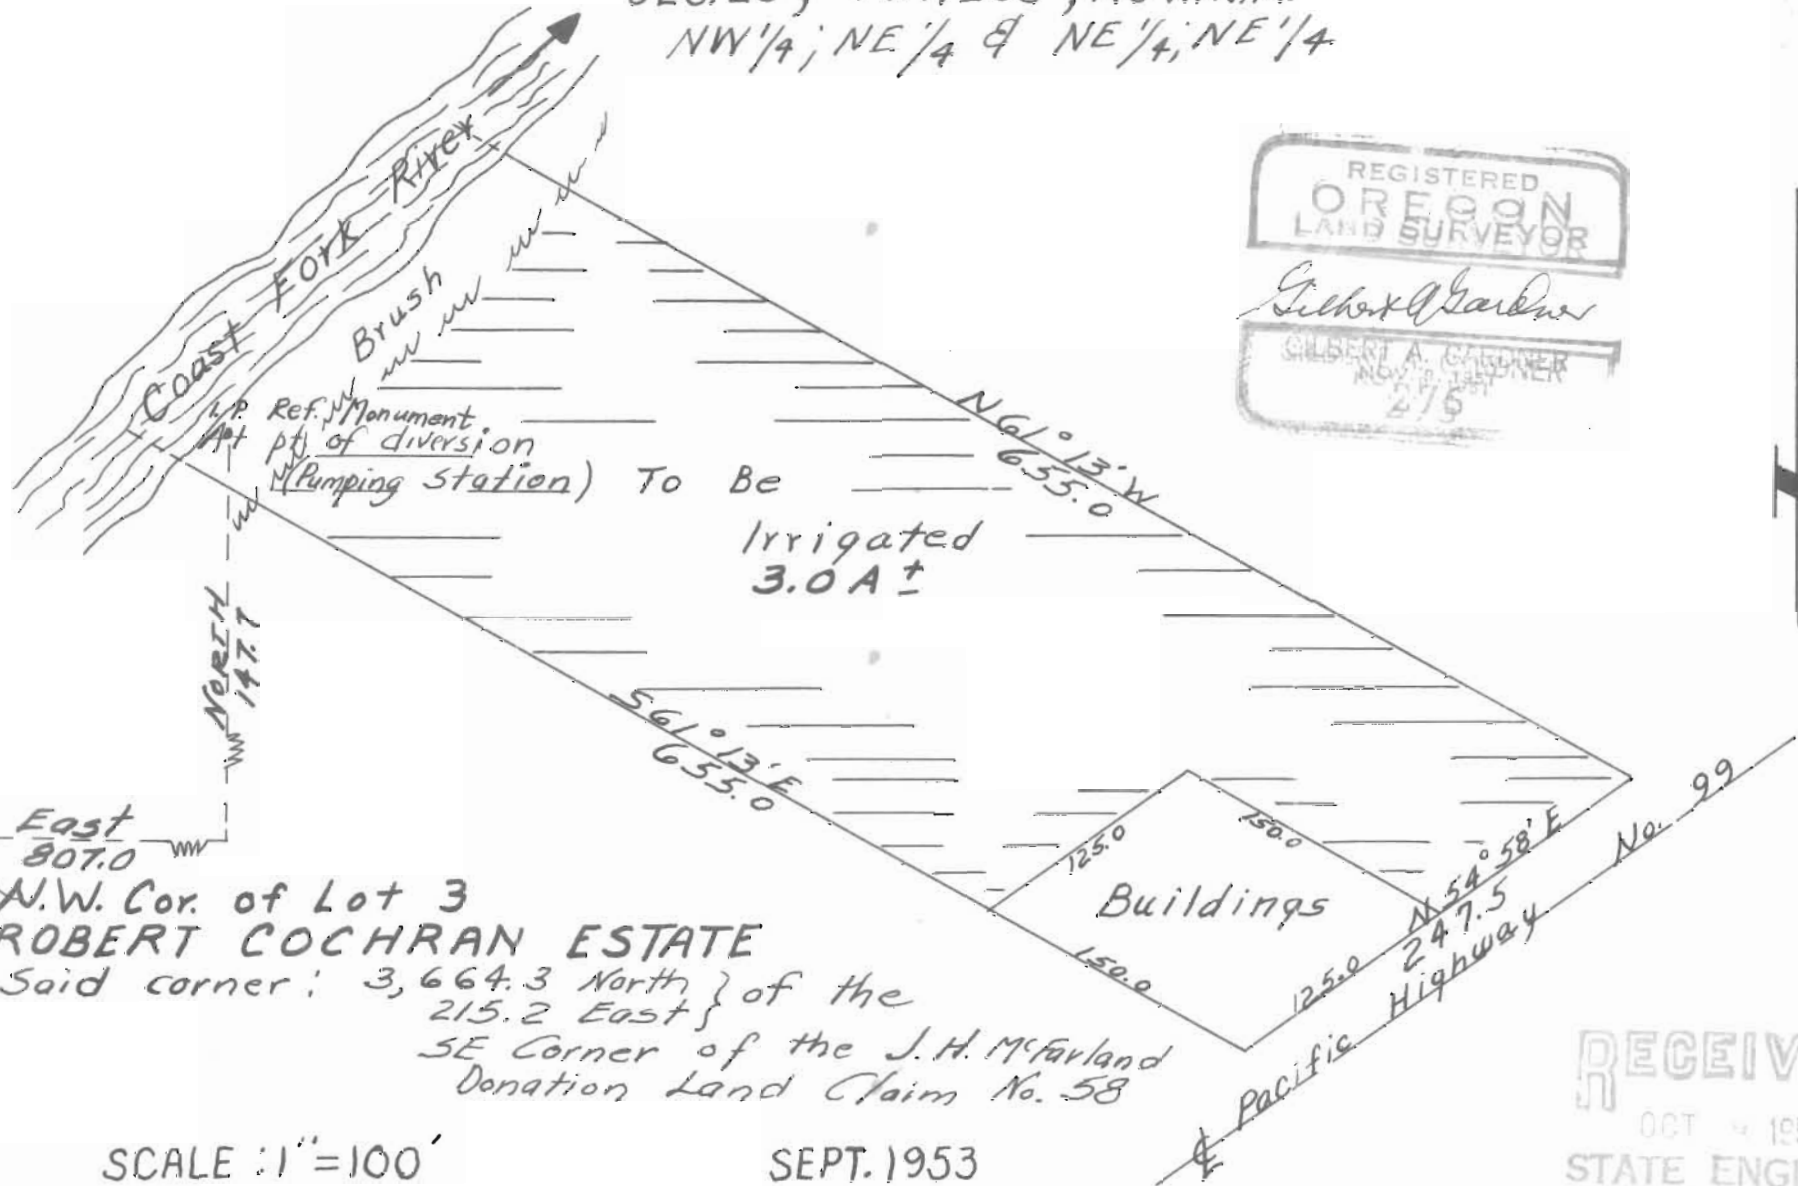 NW 1/4; NE 1/4 & NE 1/4; NE 1/4
REGISTERED
OREGON
LAND SURVEYOR
Gilbert A Gardner
GILBERT A. GARDNER
276
Coast Fork River
Brush
I.P. Ref. Monument
At pt. of diversion
(Pumping Station)
To Be
Irrigated
3.0 A ±
N 61° 13' W
655.0
NORTH
147.7
S 61° 13' E
655.0
East
807.0
125.0
150.0
Buildings
150.0
125.0
N 54° 58' E
247.5
℄ Pacific Highway No. 99
N.W. Cor. of Lot 3
ROBERT COCHRAN ESTATE
Said corner: 3,664.3 North } of the
215.2 East }
SE Corner of the J. H. McFarland
Donation Land Claim No. 58
SCALE : 1" = 100'
SEPT. 1953
RECEIV
OCT
STATE ENGI